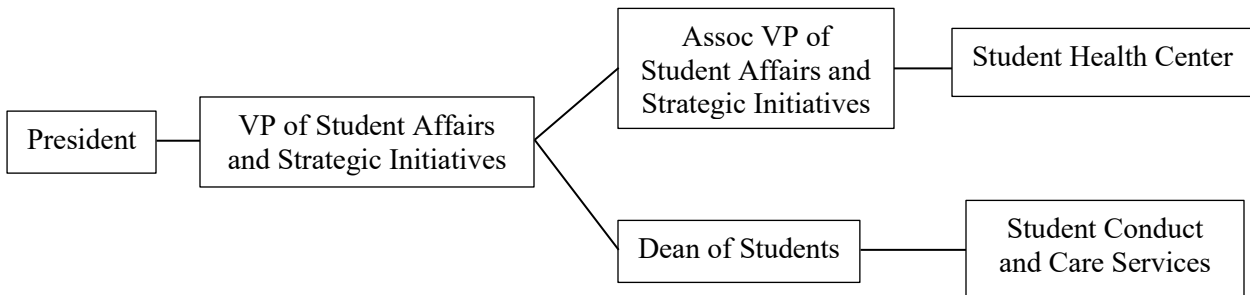 President
VP of Student Affairs
and Strategic Initiatives
Assoc VP of
Student Affairs and
Strategic Initiatives
Student Health Center
Dean of Students
Student Conduct
and Care Services